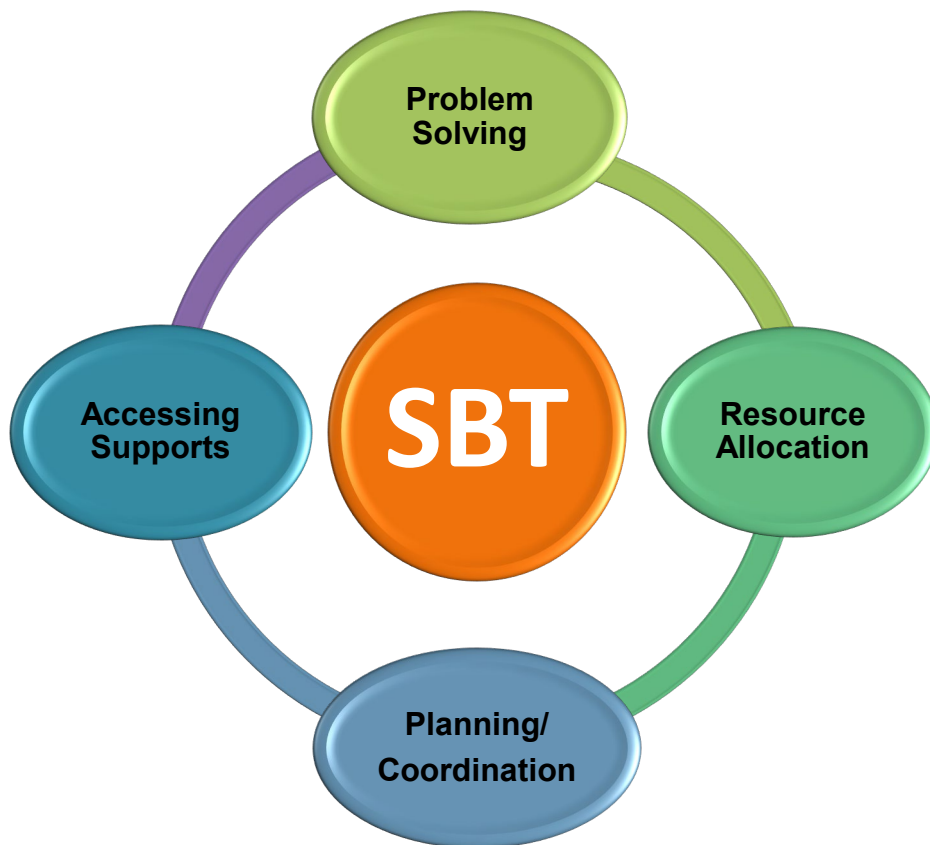 Problem
Solving
Accessing
Supports
SBT
Resource
Allocation
Planning/
Coordination